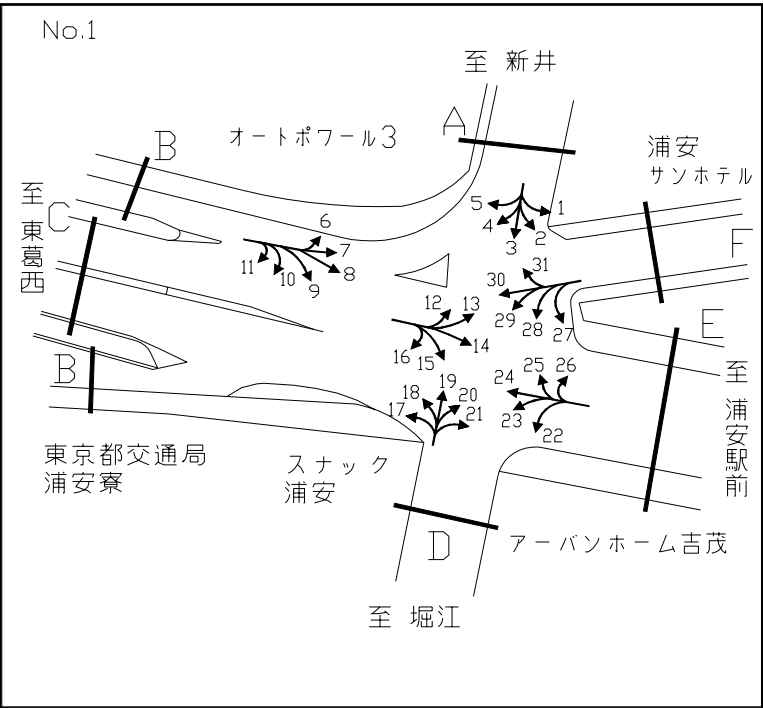 No.1
至 新井
オートポワール3
A
B
浦安
サンホテル
至 東葛西
C
F
5
1
4
3
2
6
7
8
9
10
11
31
30
29
28
27
12
13
14
15
16
E
B
19
18
20
17
21
25
26
24
23
22
至 浦安駅前
東京都交通局
浦安寮
スナック
浦安
D
アーバンホーム吉茂
至 堀江